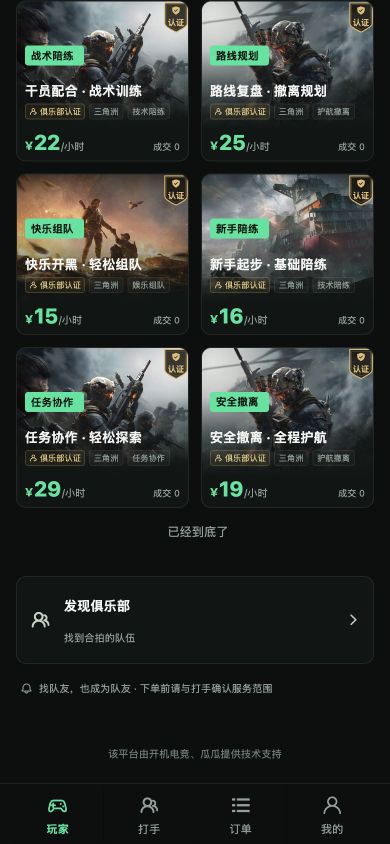 认证
认证
战术陪练
路线规划
干员配合 · 战术训练
路线复盘 · 撤离规划
俱乐部认证 三角洲 技术陪练
俱乐部认证 三角洲 护航撤离
¥22/小时 成交 0
¥25/小时 成交 0
认证
认证
快乐组队
新手陪练
快乐开黑 · 轻松组队
新手起步 · 基础陪练
俱乐部认证 三角洲 娱乐组队
俱乐部认证 三角洲 技术陪练
¥15/小时 成交 0
¥16/小时 成交 0
认证
认证
任务协作
安全撤离
任务协作 · 轻松探索
安全撤离 · 全程护航
俱乐部认证 三角洲 任务协作
俱乐部认证 三角洲 护航撤离
¥29/小时 成交 0
¥19/小时 成交 0
已经到底了
发现俱乐部
找到合拍的队伍
找队友，也成为队友 · 下单前请与打手确认服务范围
该平台由开机电竞、瓜瓜提供技术支持
玩家 打手 订单 我的